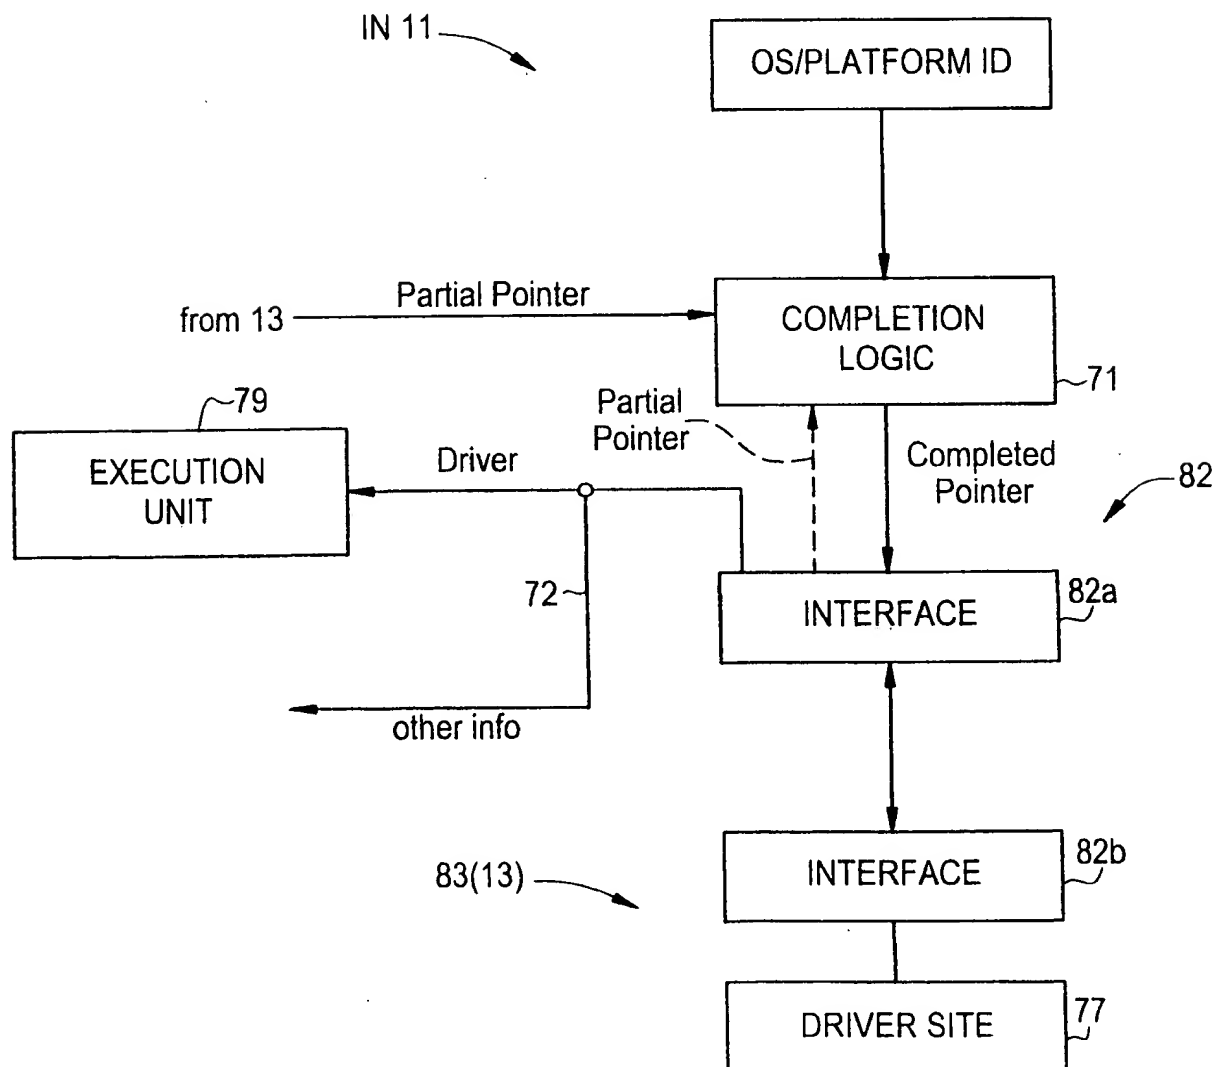 IN 11
OS/PLATFORM ID
Partial Pointer
from 13
COMPLETION
LOGIC
71
79
Partial
Pointer
EXECUTION
UNIT
Driver
Completed
Pointer
82
72
INTERFACE
82a
other info
83(13)
INTERFACE
82b
DRIVER SITE
77